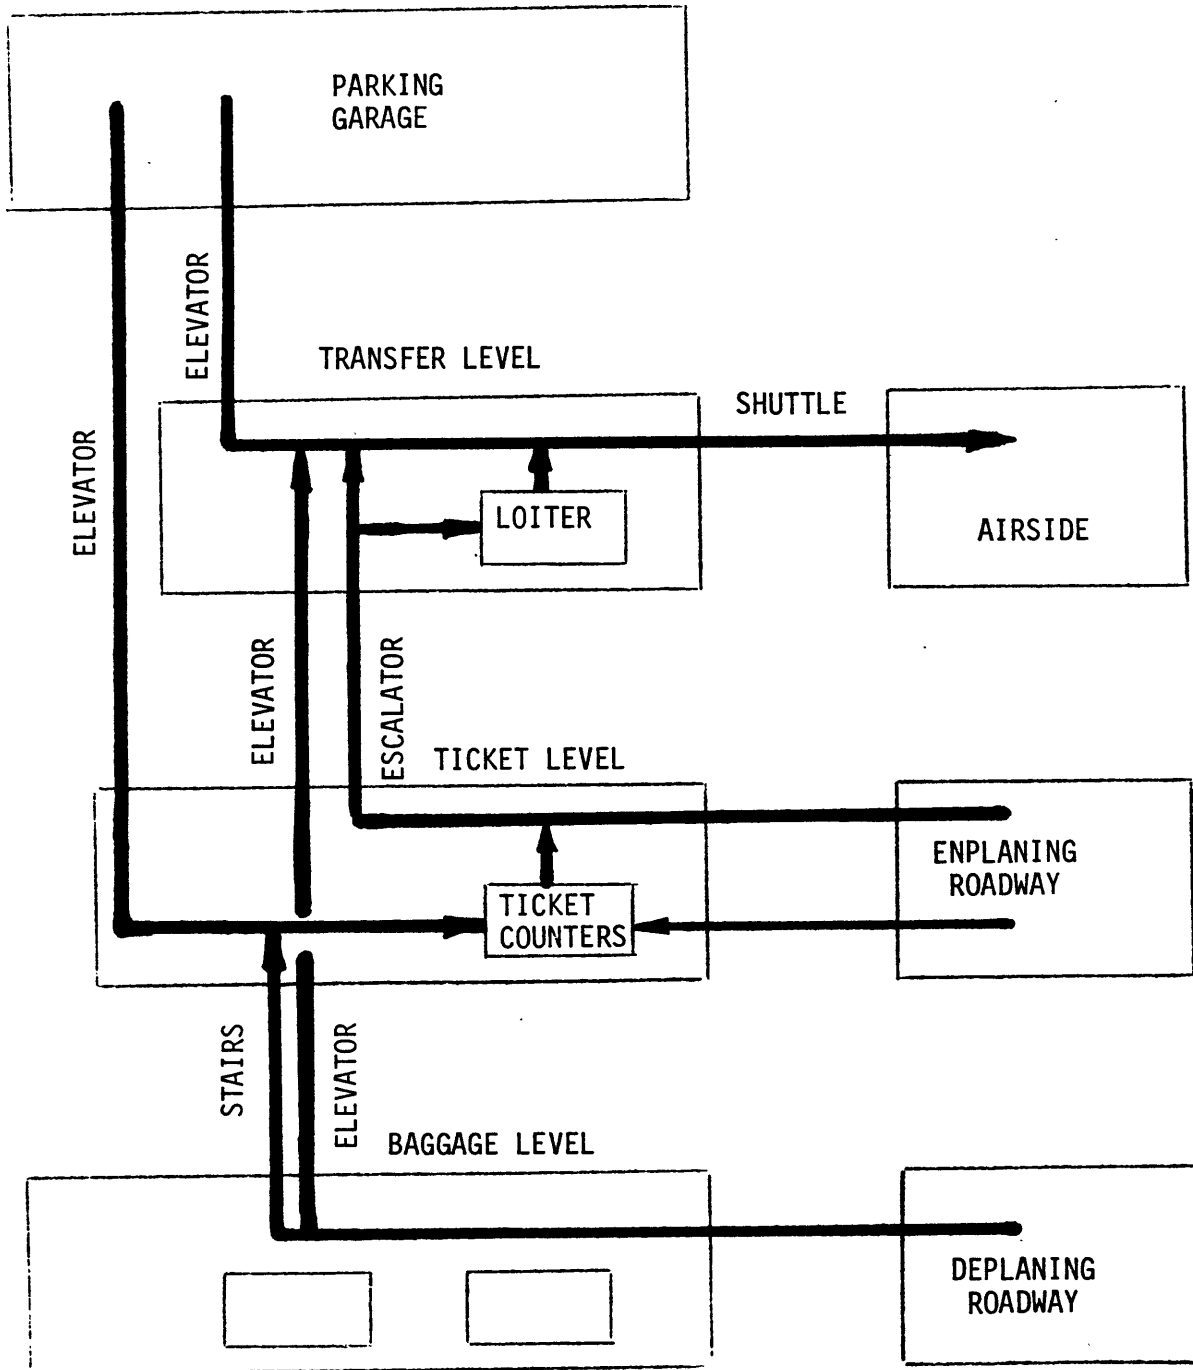 PARKING
GARAGE
ELEVATOR
TRANSFER LEVEL
SHUTTLE
ELEVATOR
LOITER
AIRSIDE
ELEVATOR
ESCALATOR
TICKET LEVEL
ENPLANING
ROADWAY
TICKET
COUNTERS
STAIRS
ELEVATOR
BAGGAGE LEVEL
DEPLANING
ROADWAY